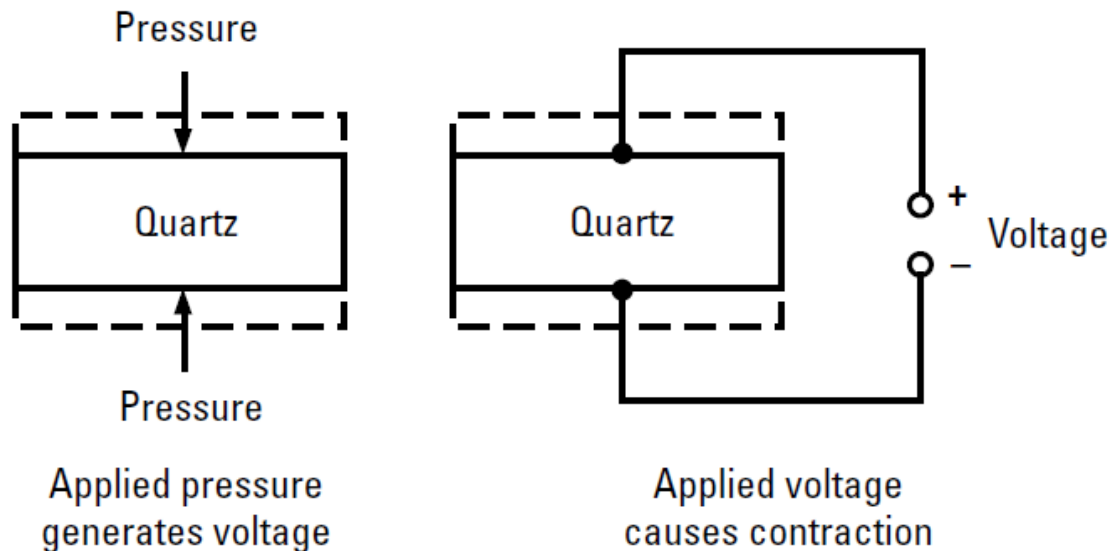 Pressure
Quartz
Pressure
Applied pressure
generates voltage
Quartz
+
Voltage
–
Applied voltage
causes contraction